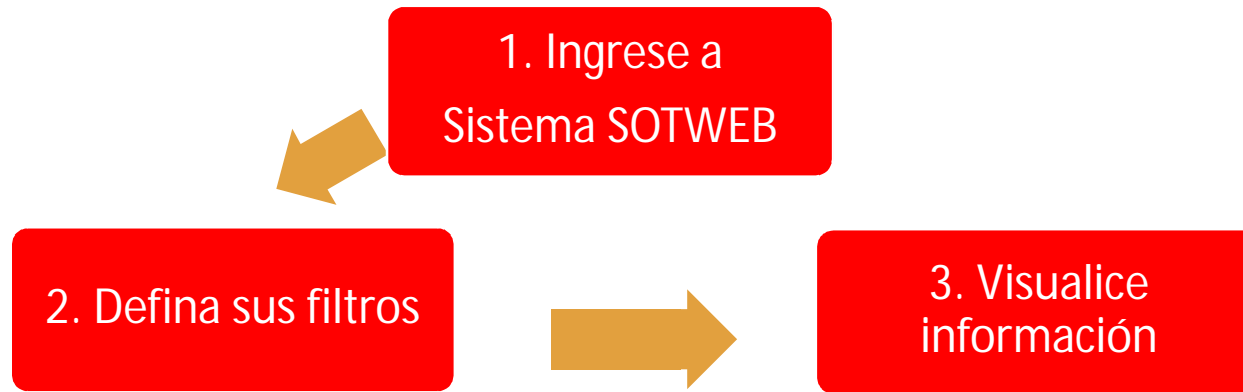 1. Ingrese a
Sistema SOTWEB
2. Defina sus filtros
3. Visualice
información